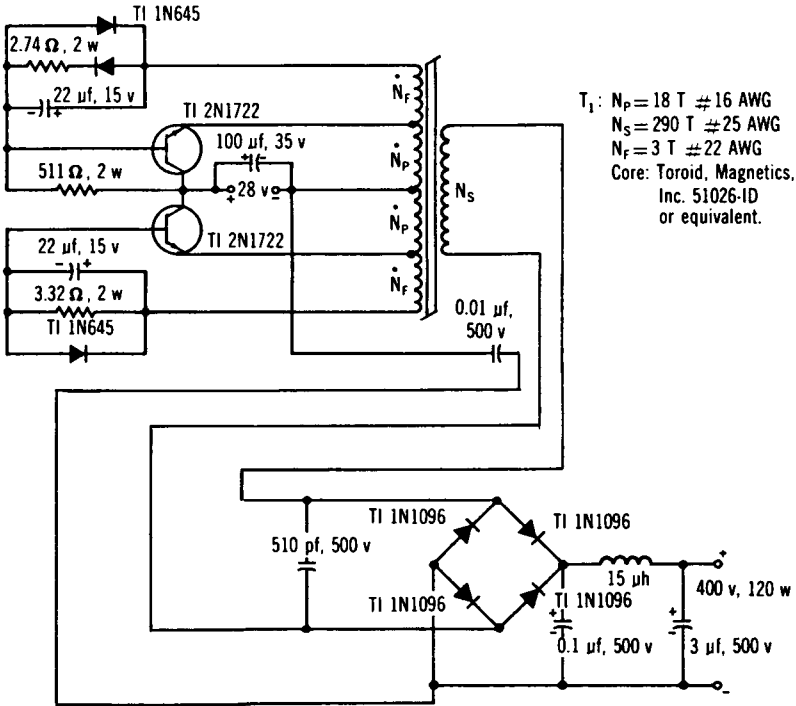 TI 1N645
2.74 Ω, 2 w
22 µf, 15 v
- +
TI 2N1722
100 µf, 35 v
+ -
511 Ω, 2 w
+ 28 v -
TI 2N1722
22 µf, 15 v
- +
3.32 Ω, 2 w
TI 1N645
N_F
N_P
N_P
N_F
N_S
T₁: N_P = 18 T #16 AWG
N_S = 290 T #25 AWG
N_F = 3 T #22 AWG
Core: Toroid, Magnetics,
Inc. 51026-ID
or equivalent.
0.01 µf,
500 v
TI 1N1096
TI 1N1096
510 pf, 500 v
TI 1N1096
TI 1N1096
15 µh
+
400 v, 120 w
+
-
0.1 µf, 500 v
+
-
3 µf, 500 v
-